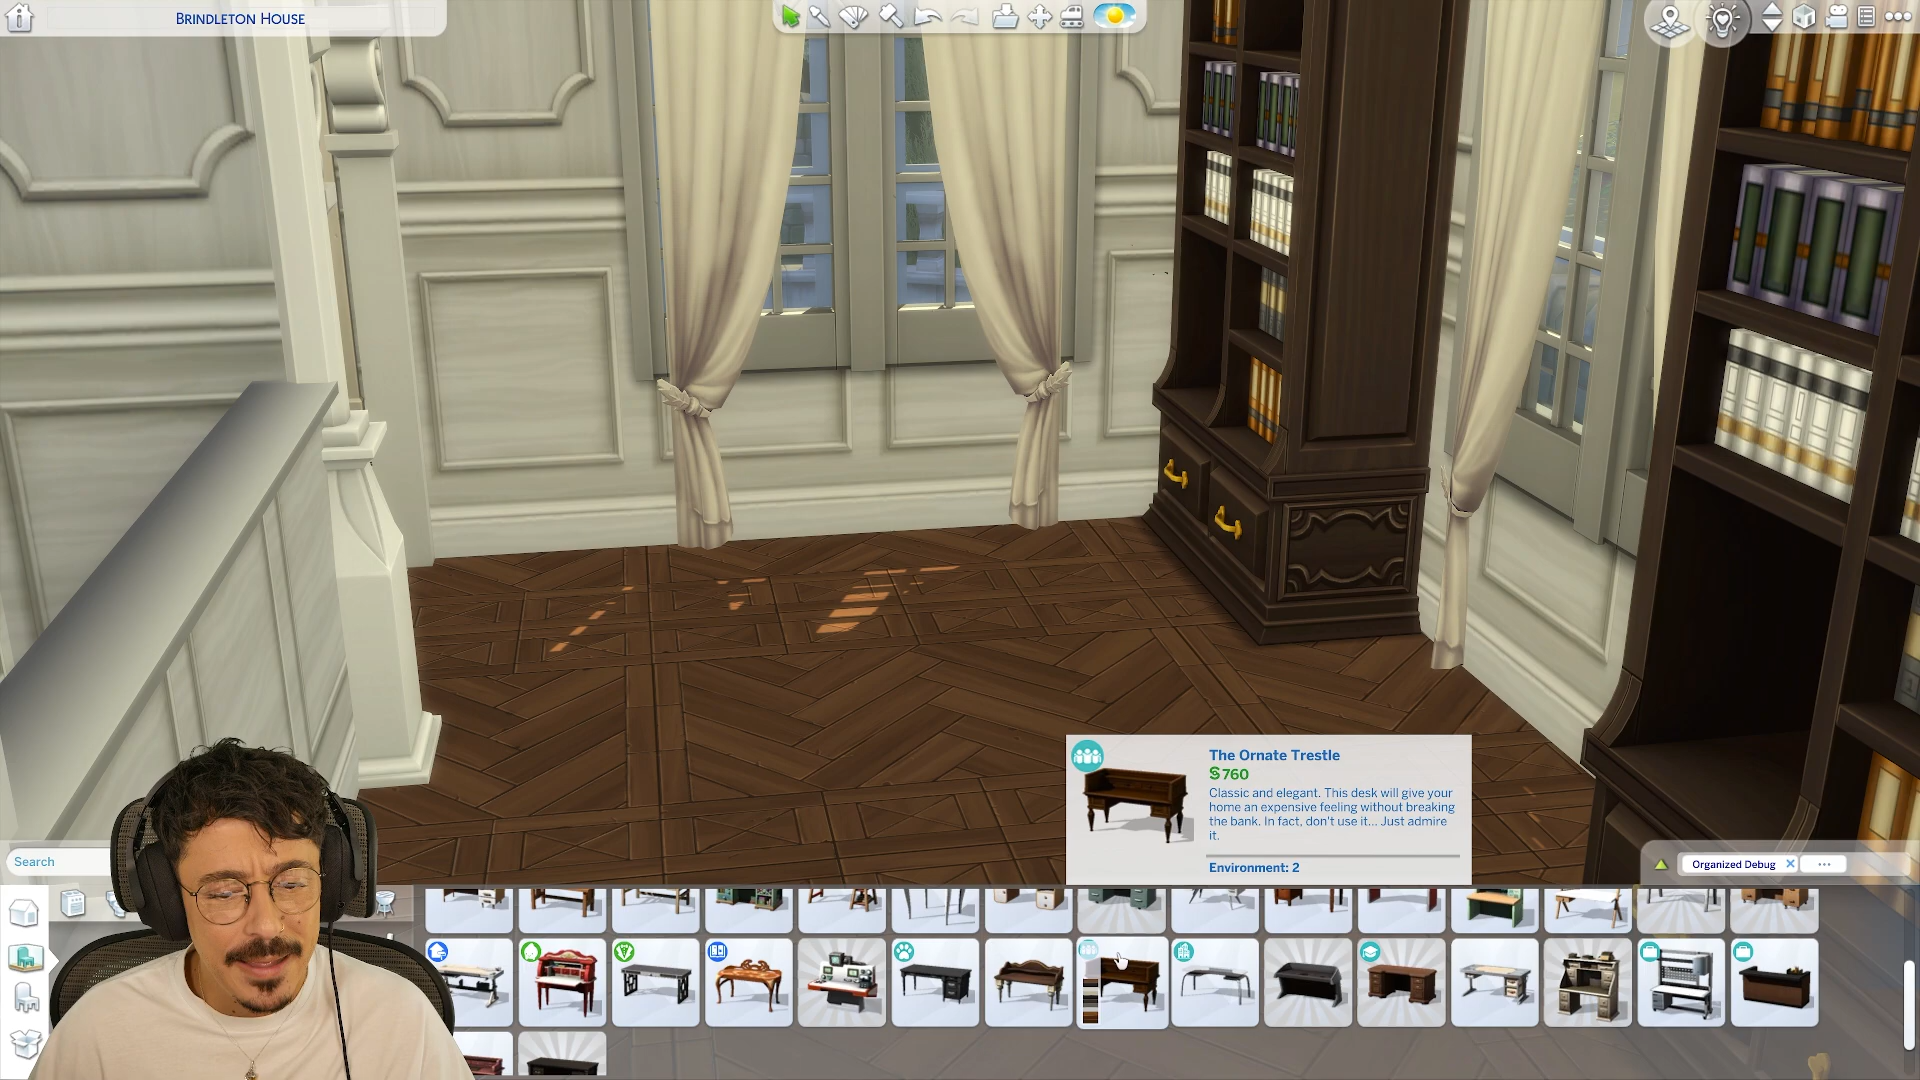 BRINDLETON HOUSE
The Ornate Trestle
§760
Classic and elegant. This desk will give your
home an expensive feeling without breaking
the bank. In fact, don't use it... Just admire
it.
Environment: 2
Search
Organized Debug